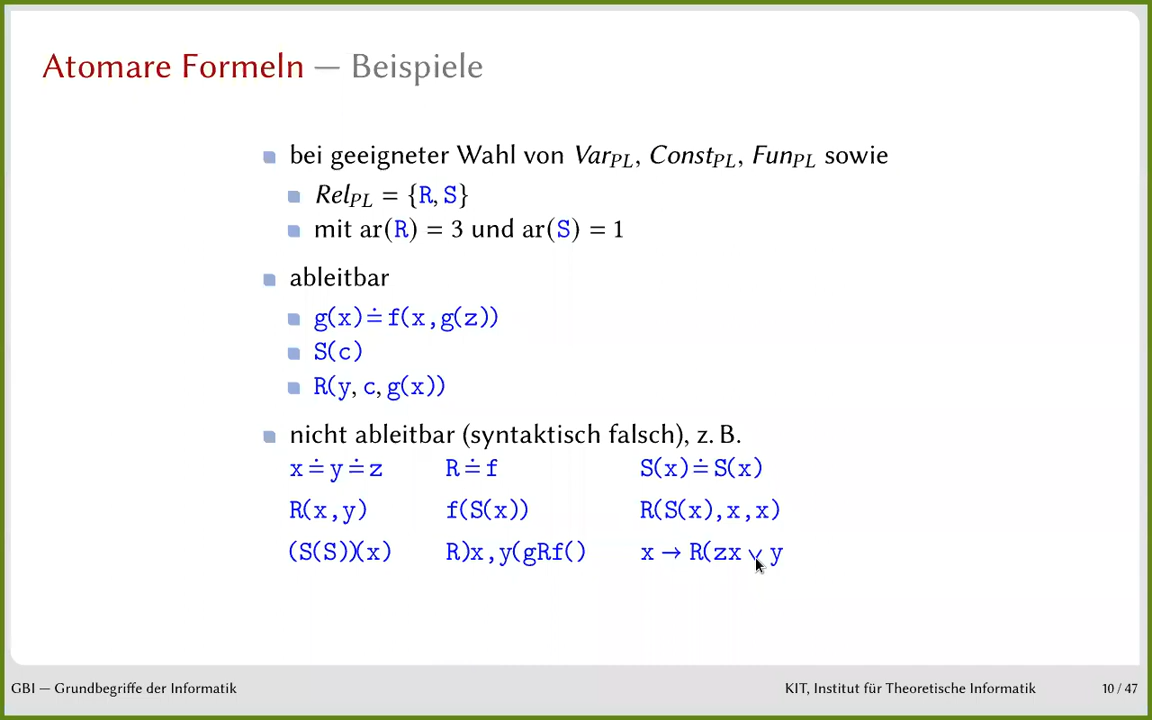 Atomare Formeln — Beispiele
bei geeigneter Wahl von Var_PL, Const_PL, Fun_PL sowie
Rel_PL = {R, S}
mit ar(R) = 3 und ar(S) = 1
ableitbar
g(x)≐f(x,g(z))
S(c)
R(y, c, g(x))
nicht ableitbar (syntaktisch falsch), z. B.
x≐y≐z R≐f S(x)≐S(x)
R(x,y) f(S(x)) R(S(x),x,x)
(S(S))(x) R)x,y(gRf() x → R(zx ∨ y
GBI — Grundbegriffe der Informatik KIT, Institut für Theoretische Informatik 10 / 47